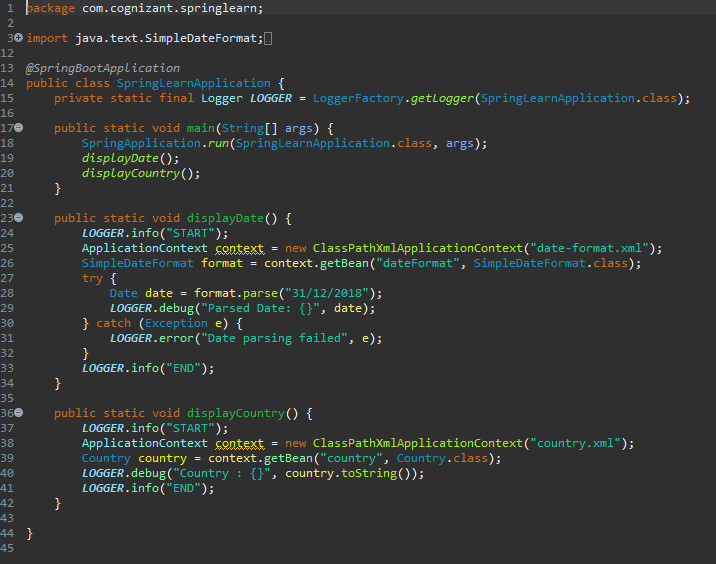 1 package com.cognizant.springlearn;
2
3 import java.text.SimpleDateFormat;
12
13 @SpringBootApplication
14 public class SpringLearnApplication {
15     private static final Logger LOGGER = LoggerFactory.getLogger(SpringLearnApplication.class);
16
17     public static void main(String[] args) {
18         SpringApplication.run(SpringLearnApplication.class, args);
19         displayDate();
20         displayCountry();
21     }
22
23     public static void displayDate() {
24         LOGGER.info("START");
25         ApplicationContext context = new ClassPathXmlApplicationContext("date-format.xml");
26         SimpleDateFormat format = context.getBean("dateFormat", SimpleDateFormat.class);
27         try {
28             Date date = format.parse("31/12/2018");
29             LOGGER.debug("Parsed Date: {}", date);
30         } catch (Exception e) {
31             LOGGER.error("Date parsing failed", e);
32         }
33         LOGGER.info("END");
34     }
35
36     public static void displayCountry() {
37         LOGGER.info("START");
38         ApplicationContext context = new ClassPathXmlApplicationContext("country.xml");
39         Country country = context.getBean("country", Country.class);
40         LOGGER.debug("Country : {}", country.toString());
41         LOGGER.info("END");
42     }
43
44 }
45